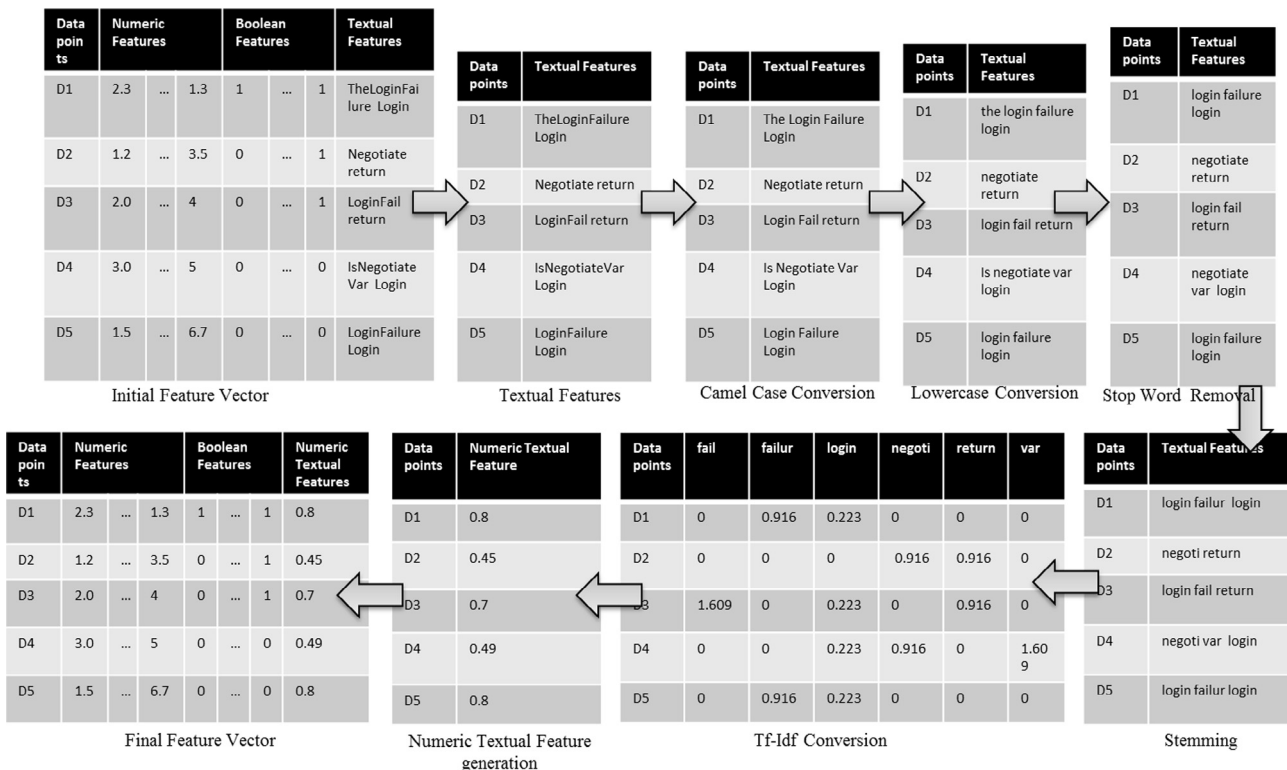 Data poin ts Numeric Features Boolean Features Textual Features
D1 2.3 ... 1.3 1 ... 1 TheLoginFai lure Login
D2 1.2 ... 3.5 0 ... 1 Negotiate return
D3 2.0 ... 4 0 ... 1 LoginFail return
D4 3.0 ... 5 0 ... 0 IsNegotiate Var Login
D5 1.5 ... 6.7 0 ... 0 LoginFailure Login
Initial Feature Vector
Data points Textual Features
D1 TheLoginFailure Login
D2 Negotiate return
D3 LoginFail return
D4 IsNegotiateVar Login
D5 LoginFailure Login
Textual Features
Data points Textual Features
D1 The Login Failure Login
D2 Negotiate return
D3 Login Fail return
D4 Is Negotiate Var Login
D5 Login Failure Login
Camel Case Conversion
Data points Textual Features
D1 the login failure login
D2 negotiate return
D3 login fail return
D4 Is negotiate var login
D5 login failure login
Lowercase Conversion
Data points Textual Features
D1 login failure login
D2 negotiate return
D3 login fail return
D4 negotiate var login
D5 login failure login
Stop Word Removal
Data points Textual Features
D1 login failur login
D2 negoti return
D3 login fail return
D4 negoti var login
D5 login failur login
Stemming
Data points fail failur login negoti return var
D1 0 0.916 0.223 0 0 0
D2 0 0 0 0.916 0.916 0
D3 1.609 0 0.223 0 0.916 0
D4 0 0 0.223 0.916 0 1.60 9
D5 0 0.916 0.223 0 0 0
Tf-Idf Conversion
Data points Numeric Textual Feature
D1 0.8
D2 0.45
D3 0.7
D4 0.49
D5 0.8
Numeric Textual Feature
generation
Data poin ts Numeric Features Boolean Features Numeric Textual Features
D1 2.3 ... 1.3 1 ... 1 0.8
D2 1.2 ... 3.5 0 ... 1 0.45
D3 2.0 ... 4 0 ... 1 0.7
D4 3.0 ... 5 0 ... 0 0.49
D5 1.5 ... 6.7 0 ... 0 0.8
Final Feature Vector